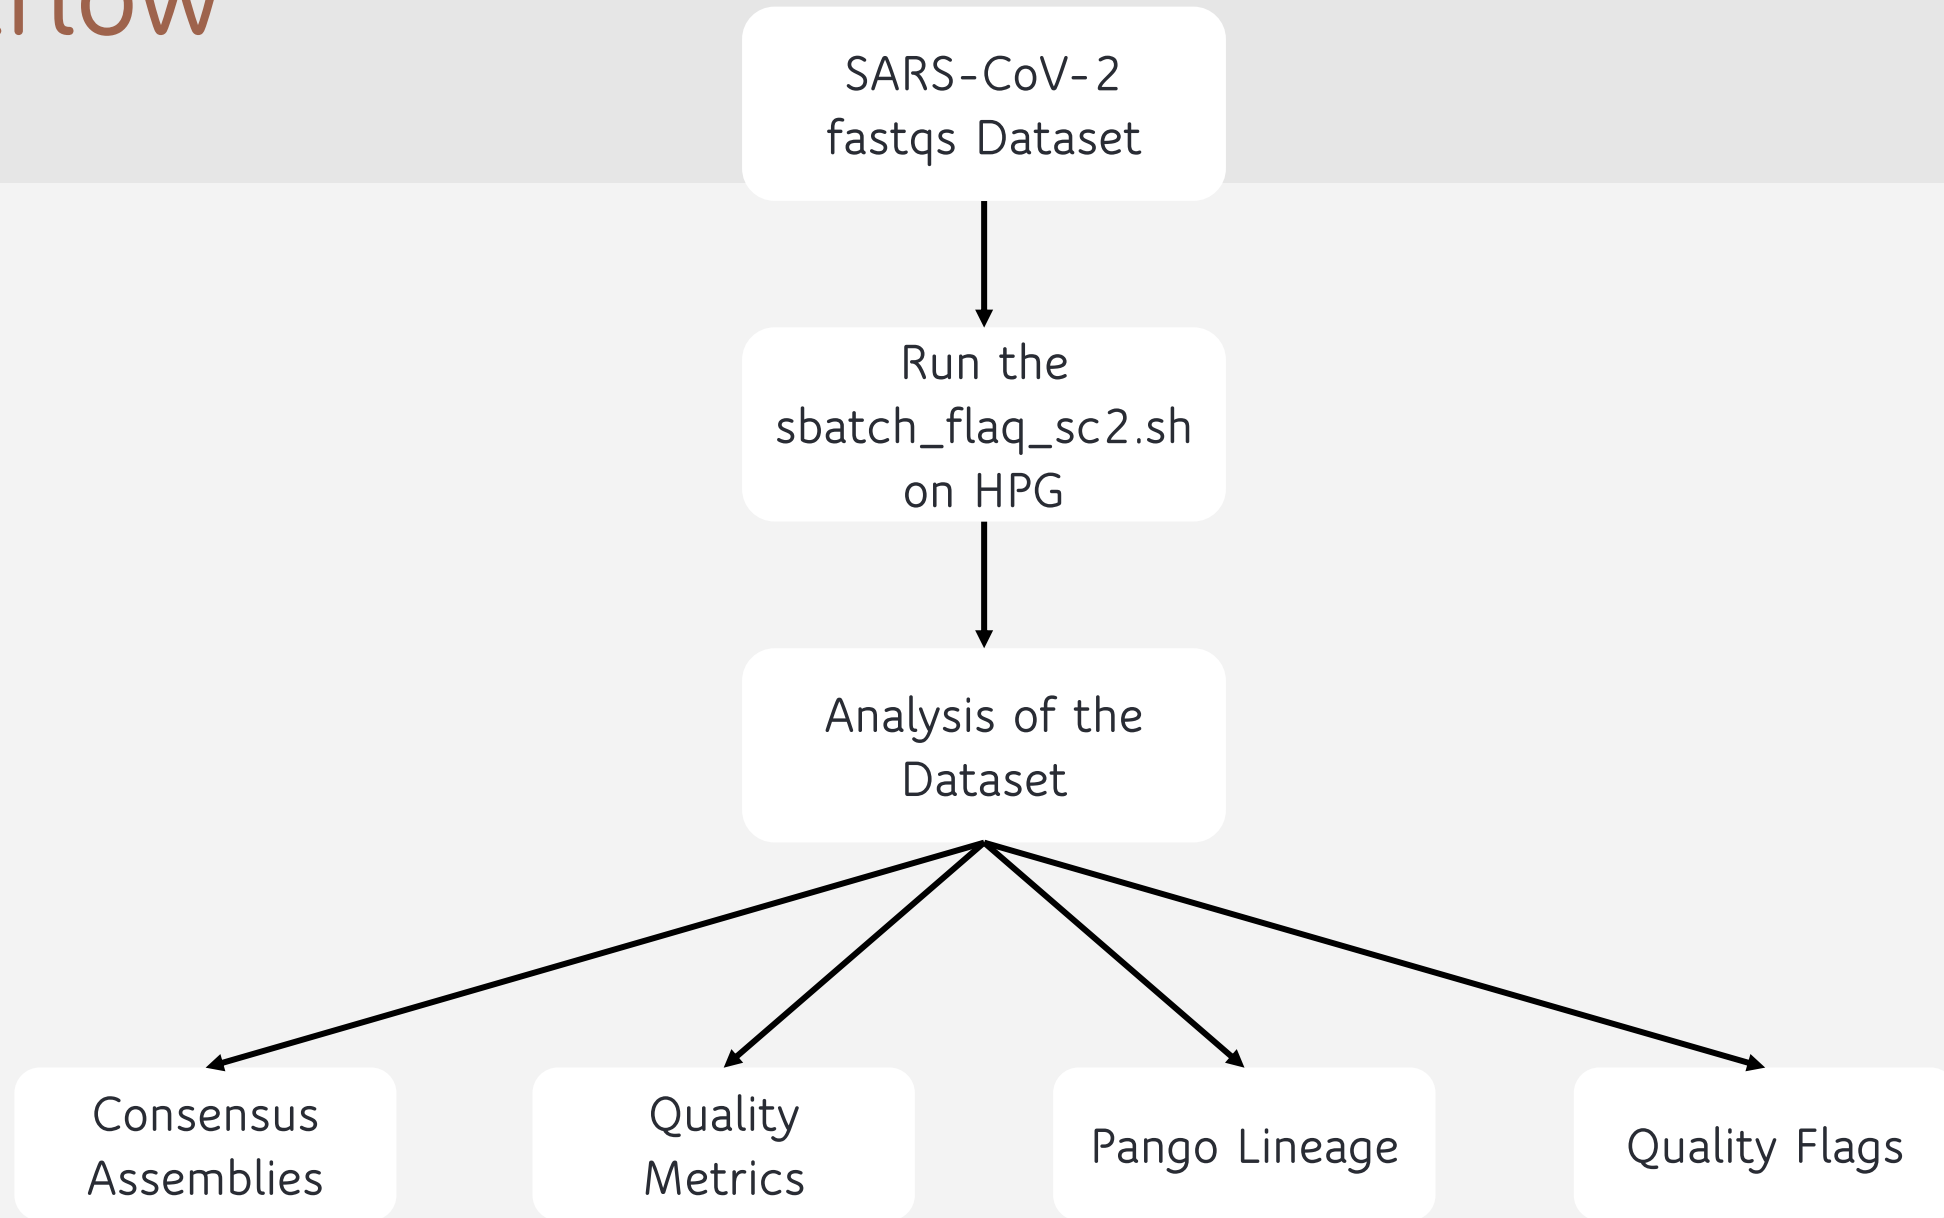 SARS-CoV-2
fastqs Dataset
Run the
sbatch_flaq_sc2.sh
on HPG
Analysis of the
Dataset
Consensus
Assemblies
Quality
Metrics
Pango Lineage
Quality Flags